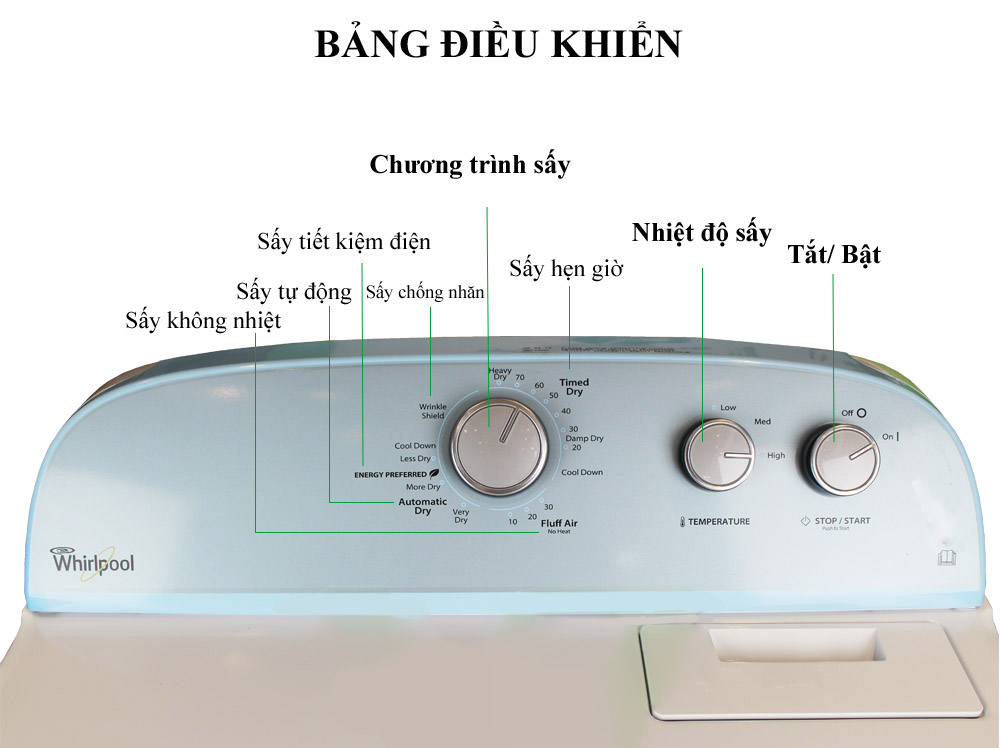 BẢNG ĐIỀU KHIỂN
Chương trình sấy
Nhiệt độ sấy
Tắt/ Bật
Sấy tiết kiệm điện
Sấy hẹn giờ
Sấy tự động
Sấy chống nhăn
Sấy không nhiệt
Heavy
Dry
70
60
50
40
30
Damp Dry
20
Cool Down
Timed
Dry
Wrinkle
Shield
Cool Down
Less Dry
ENERGY PREFERRED
More Dry
Automatic
Dry
Very
Dry
10
20
30
Fluff Air
No Heat
Low
Med
High
TEMPERATURE
Off
On
STOP / START
Push to Start
Whirlpool